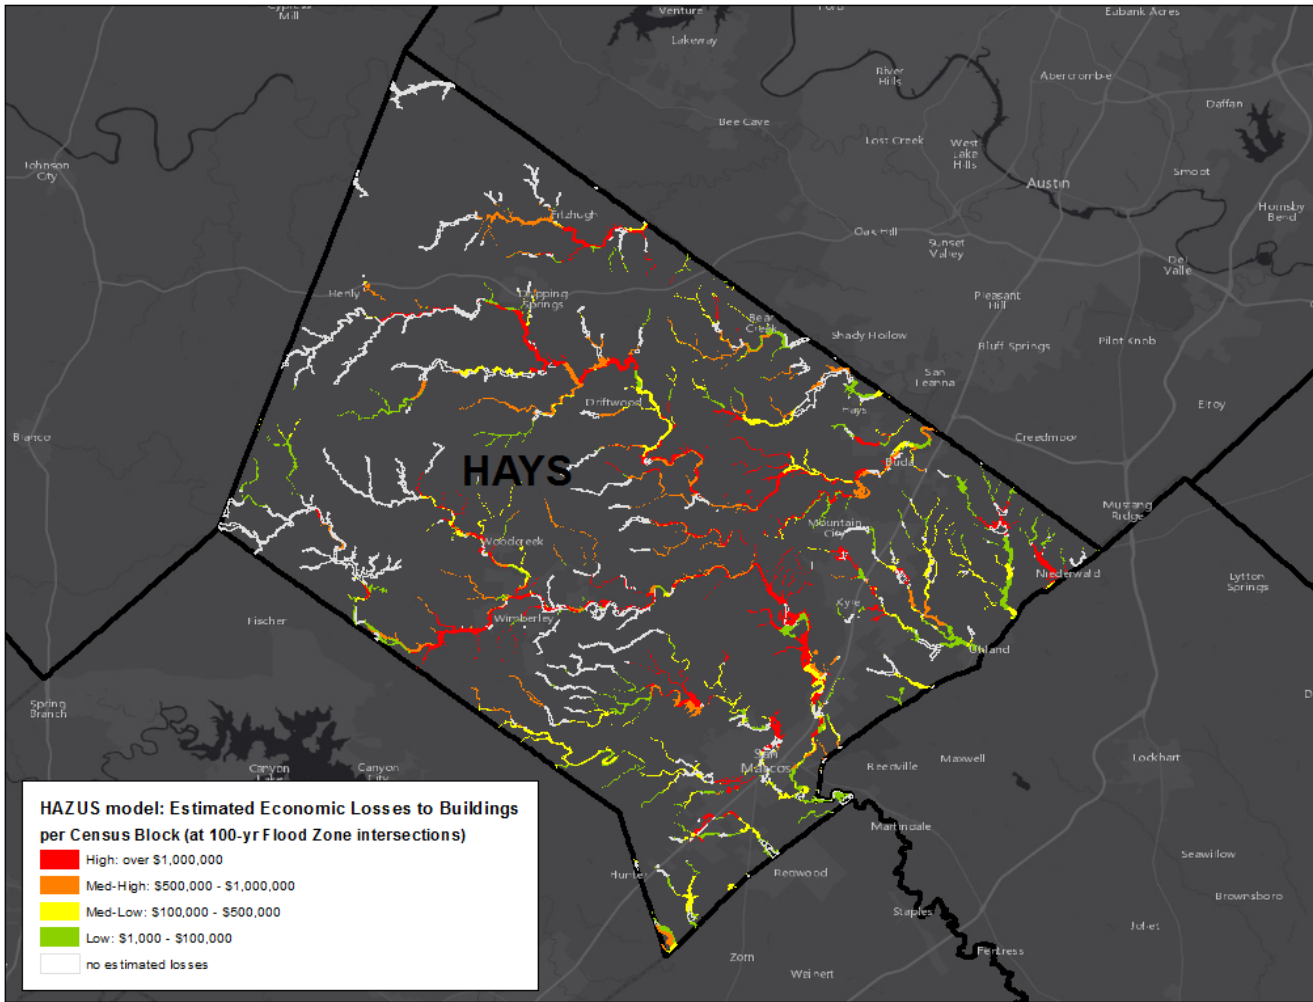 Cypress
Mill
Venture
Ford
Eubank Acres
Lakeway
River
Hills
Abercrombie
Daffan
Bee Cave
Lost Creek
West
Lake
Hills
Johnson
City
Smoot
Austin
Hornsby
Bend
Fitzhugh
Oak Hill
Sunset
Valley
Del
Valle
Henly
Dripping
Springs
Pleasant
Hill
Bear
Creek
Shady Hollow
Bluff Springs
Pilot Knob
San
Leanna
Driftwood
Hays
Elroy
Blanco
Creedmoor
HAYS
Buda
Mustang
Ridge
Mountain
City
Woodcreek
Niederwald
Lytton
Springs
Kyle
Fischer
Wimberley
Uhland
Spring
Branch
San
Marcos
Reedville
Maxwell
Lockhart
Canyon
Lake
Canyon
City
HAZUS model: Estimated Economic Losses to Buildings
per Census Block (at 100-yr Flood Zone intersections)
High: over $1,000,000
Med-High: $500,000 - $1,000,000
Med-Low: $100,000 - $500,000
Low: $1,000 - $100,000
no estimated losses
Martindale
Seawillow
Hunter
Redwood
Brownsboro
Staples
Joliet
Fentress
Zorn
Weinert